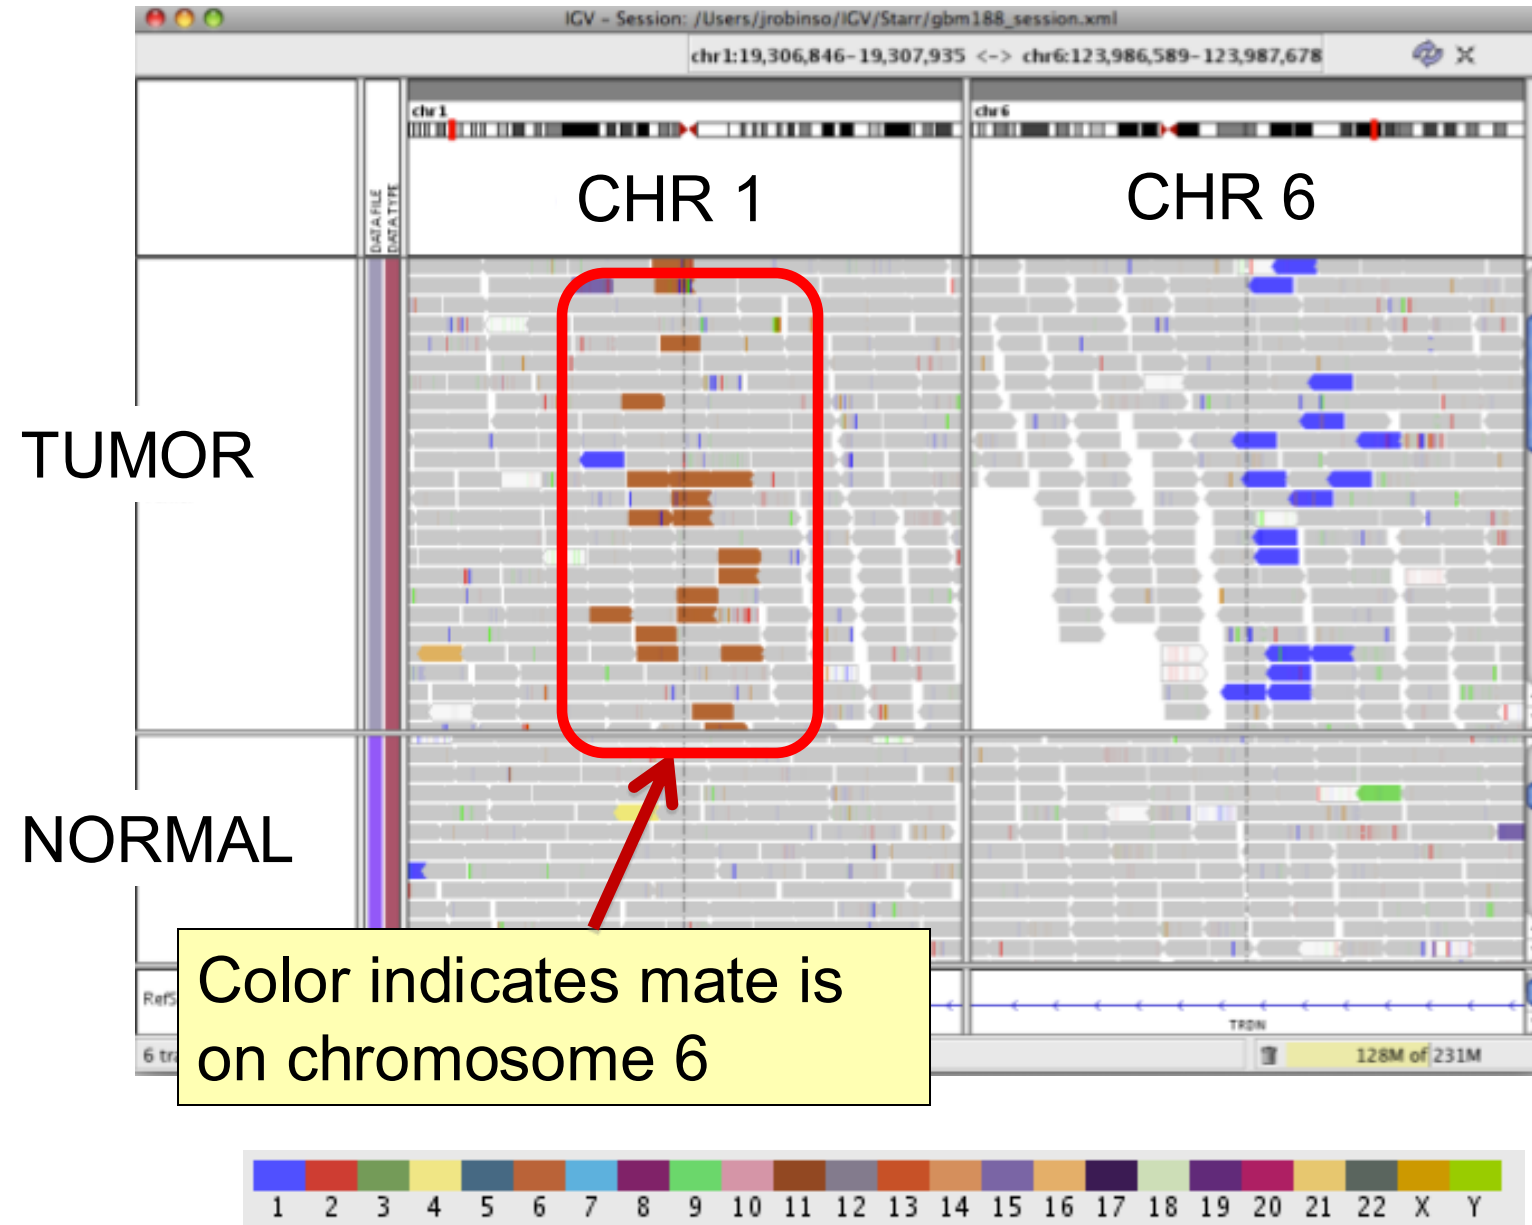 IGV - Session: /Users/jrobinso/IGV/Starr/gbm188_session.xml
chr1:19,306,846-19,307,935 <-> chr6:123,986,589-123,987,678
chr1
chr6
DATA FILE
DATA TYPE
CHR 1
CHR 6
TUMOR
NORMAL
Color indicates mate is
on chromosome 6
RefS
TRDN
6 tra
128M of 231M
1 2 3 4 5 6 7 8 9 10 11 12 13 14 15 16 17 18 19 20 21 22 X Y